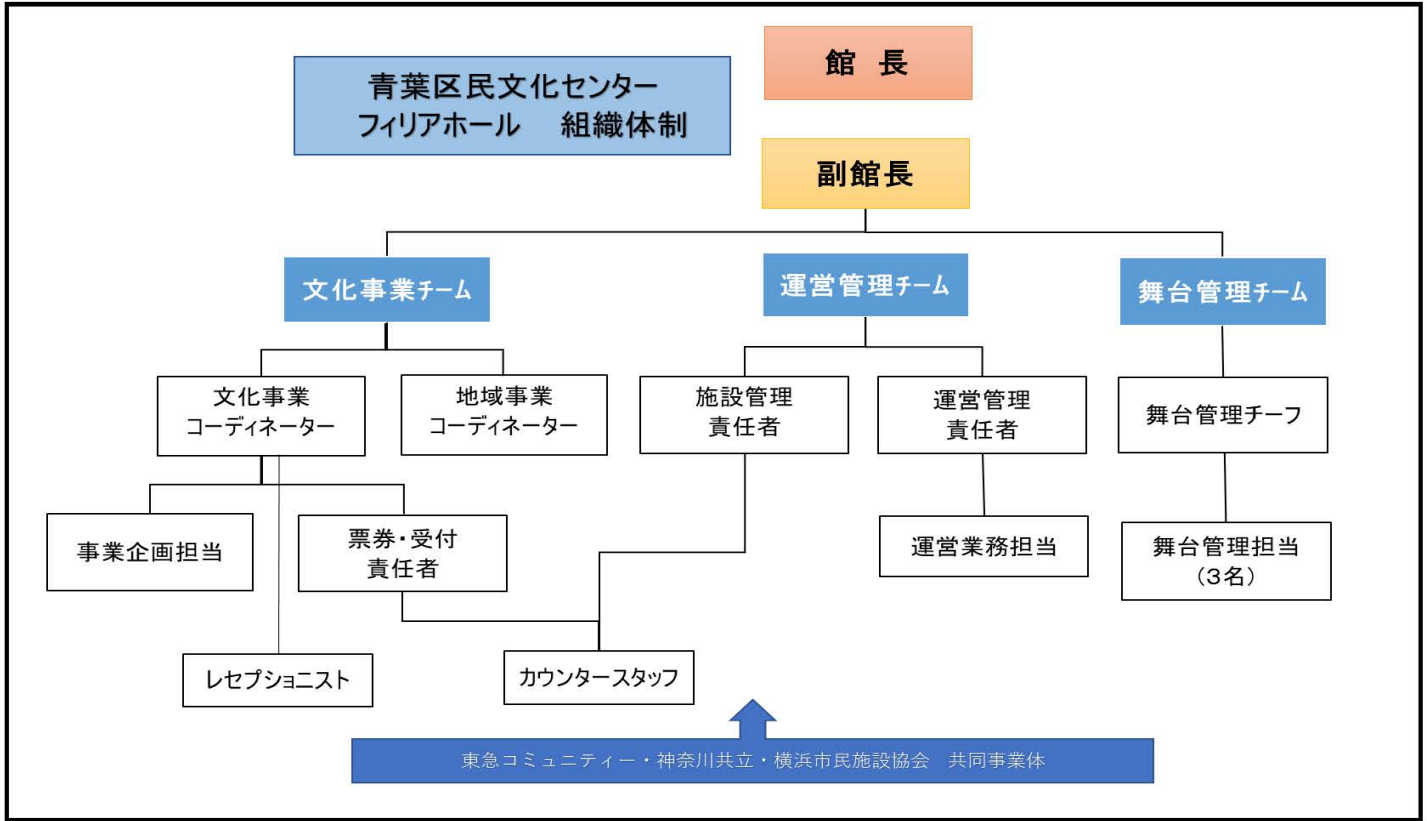 青葉区民文化センター
フィリアホール　組織体制
館 長
副館長
文化事業チーム
運営管理チーム
舞台管理チーム
文化事業
コーディネーター
地域事業
コーディネーター
施設管理
責任者
運営管理
責任者
舞台管理チーフ
事業企画担当
票券・受付
責任者
運営業務担当
舞台管理担当
（３名）
レセプショニスト
カウンタースタッフ
東急コミュニティー・神奈川共立・横浜市民施設協会　共同事業体